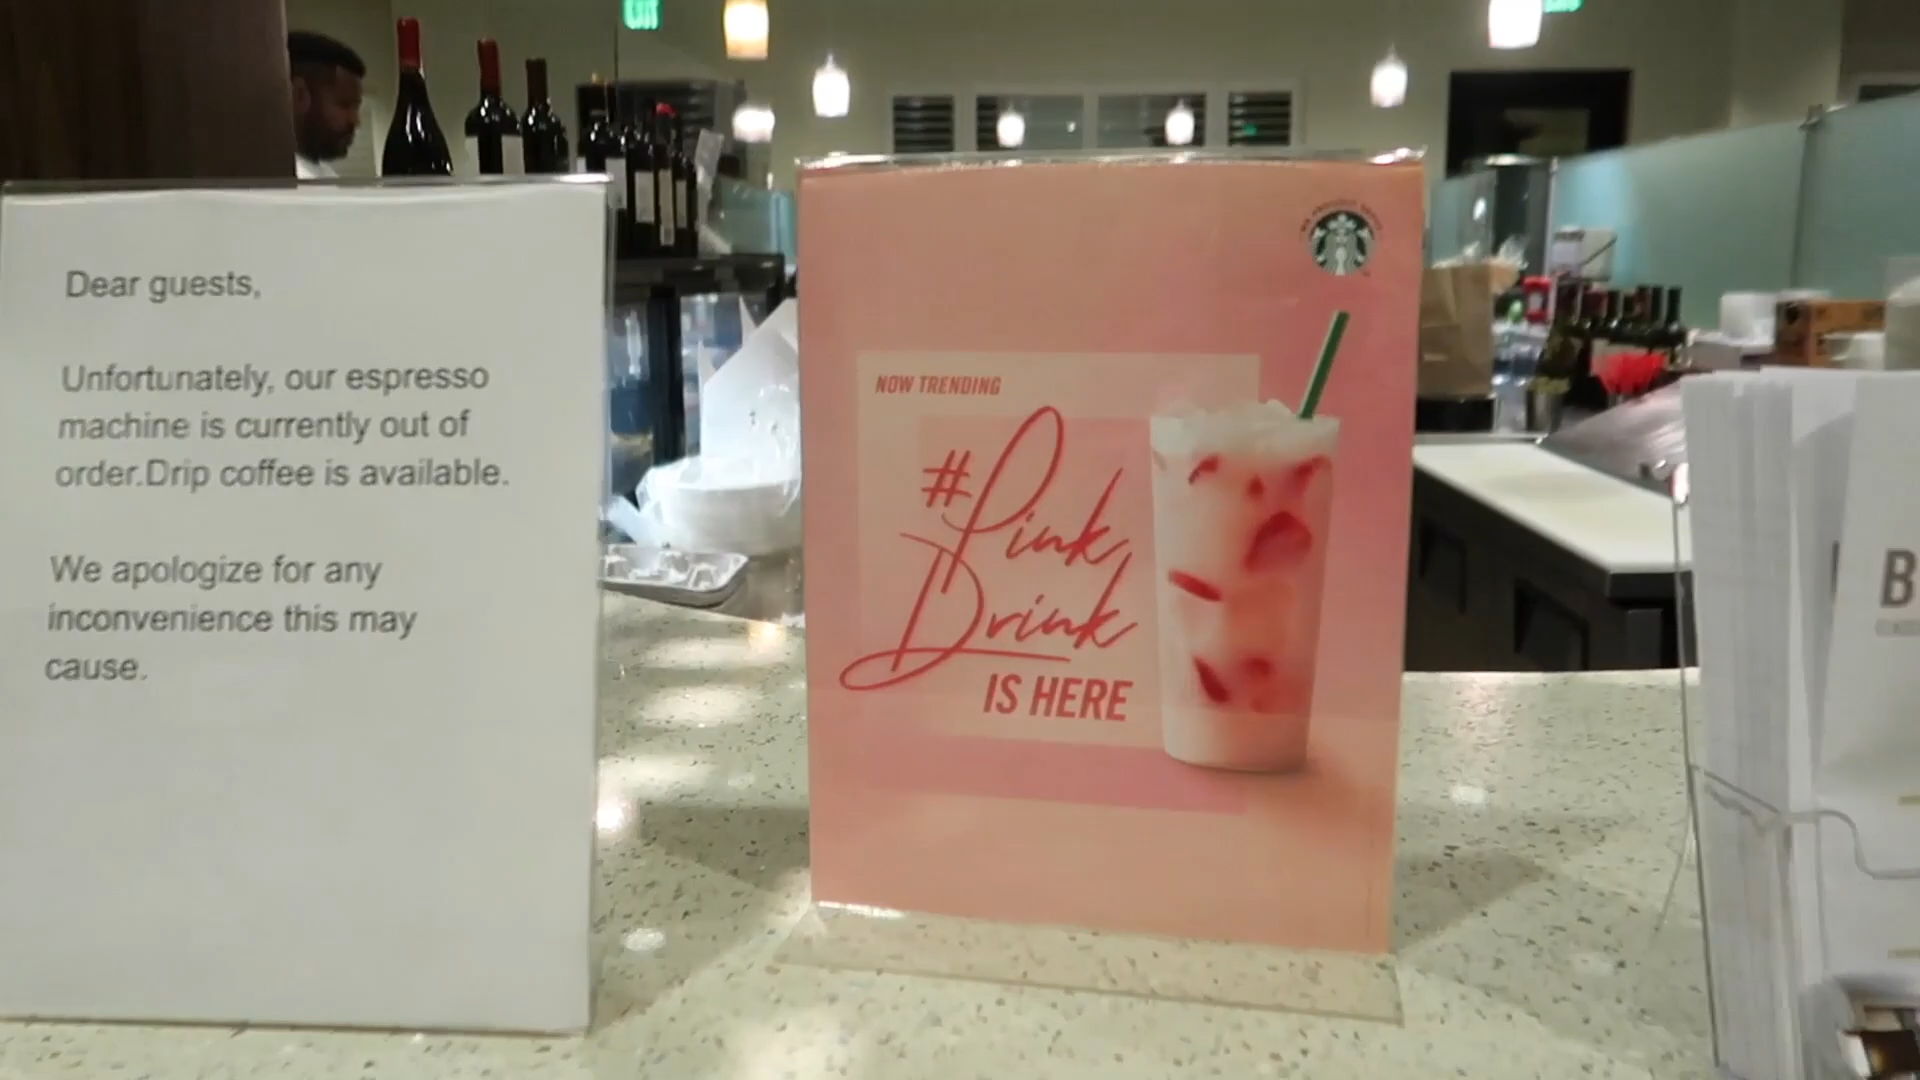 EXIT
Dear guests,
Unfortunately, our espresso
machine is currently out of
order.Drip coffee is available.
We apologize for any
inconvenience this may
cause.
NOW TRENDING
#Pink
Drink
IS HERE
B